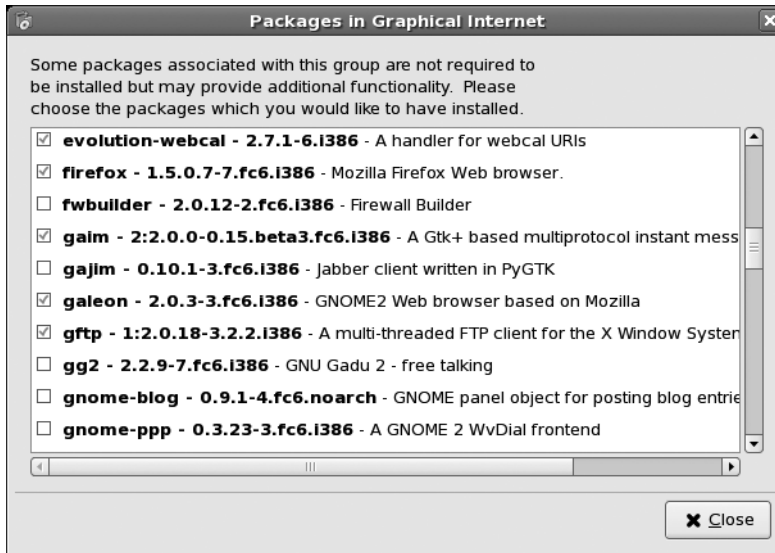 Packages in Graphical Internet
Some packages associated with this group are not required to
be installed but may provide additional functionality. Please
choose the packages which you would like to have installed.
evolution-webcal - 2.7.1-6.i386 - A handler for webcal URIs
firefox - 1.5.0.7-7.fc6.i386 - Mozilla Firefox Web browser.
fwbuilder - 2.0.12-2.fc6.i386 - Firewall Builder
gaim - 2:2.0.0-0.15.beta3.fc6.i386 - A Gtk+ based multiprotocol instant mess
gajim - 0.10.1-3.fc6.i386 - Jabber client written in PyGTK
galeon - 2.0.3-3.fc6.i386 - GNOME2 Web browser based on Mozilla
gftp - 1:2.0.18-3.2.2.i386 - A multi-threaded FTP client for the X Window System
gg2 - 2.2.9-7.fc6.i386 - GNU Gadu 2 - free talking
gnome-blog - 0.9.1-4.fc6.noarch - GNOME panel object for posting blog entrie
gnome-ppp - 0.3.23-3.fc6.i386 - A GNOME 2 WvDial frontend
Close